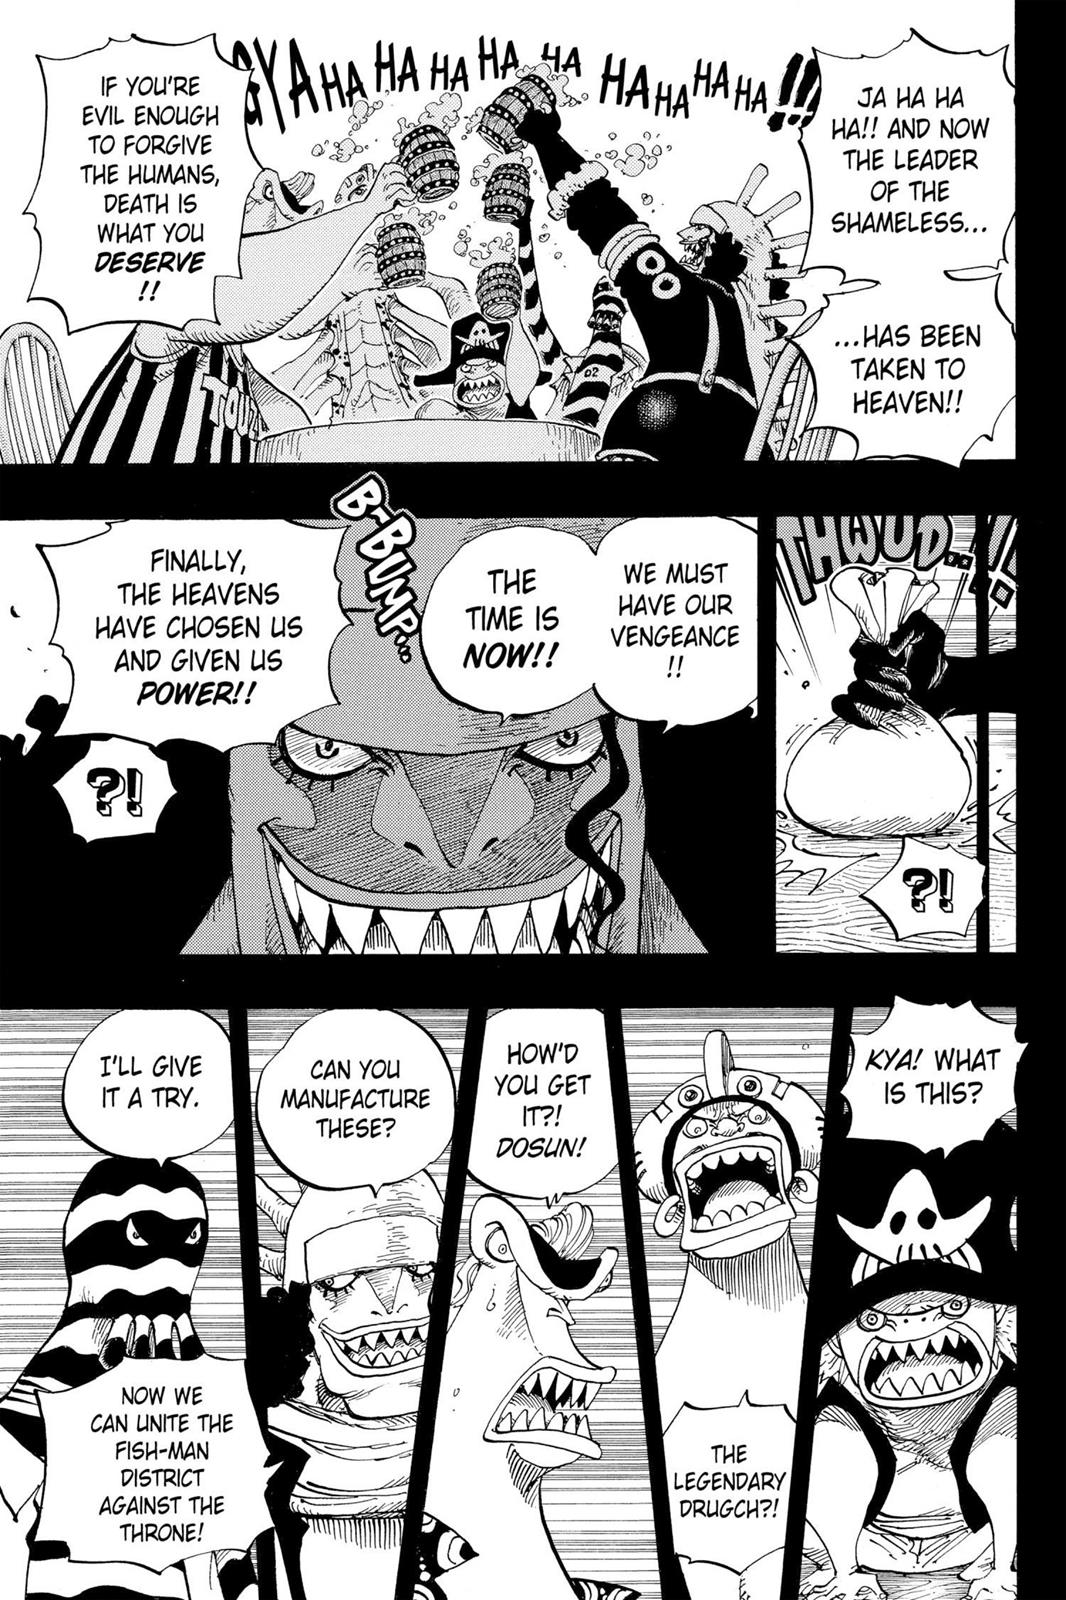 GYAHAHAHAHAHAHAHAHAHA!!!
JA HA HA
HA!! AND NOW
THE LEADER
OF THE
SHAMELESS...
...HAS BEEN
TAKEN TO
HEAVEN!!
IF YOU'RE
EVIL ENOUGH
TO FORGIVE
THE HUMANS,
DEATH IS
WHAT YOU
DESERVE
!!
02
THWUD...!!
?!
WE MUST
HAVE OUR
VENGEANCE
!!
THE
TIME IS
NOW!!
B-BUMP...
FINALLY,
THE HEAVENS
HAVE CHOSEN US
AND GIVEN US
POWER!!
?!
KYA! WHAT
IS THIS?
THE
LEGENDARY
DRUGCH?!
HOW'D
YOU GET
IT?!
DOSUN!
CAN YOU
MANUFACTURE
THESE?
I'LL GIVE
IT A TRY.
NOW WE
CAN UNITE THE
FISH-MAN
DISTRICT
AGAINST THE
THRONE!